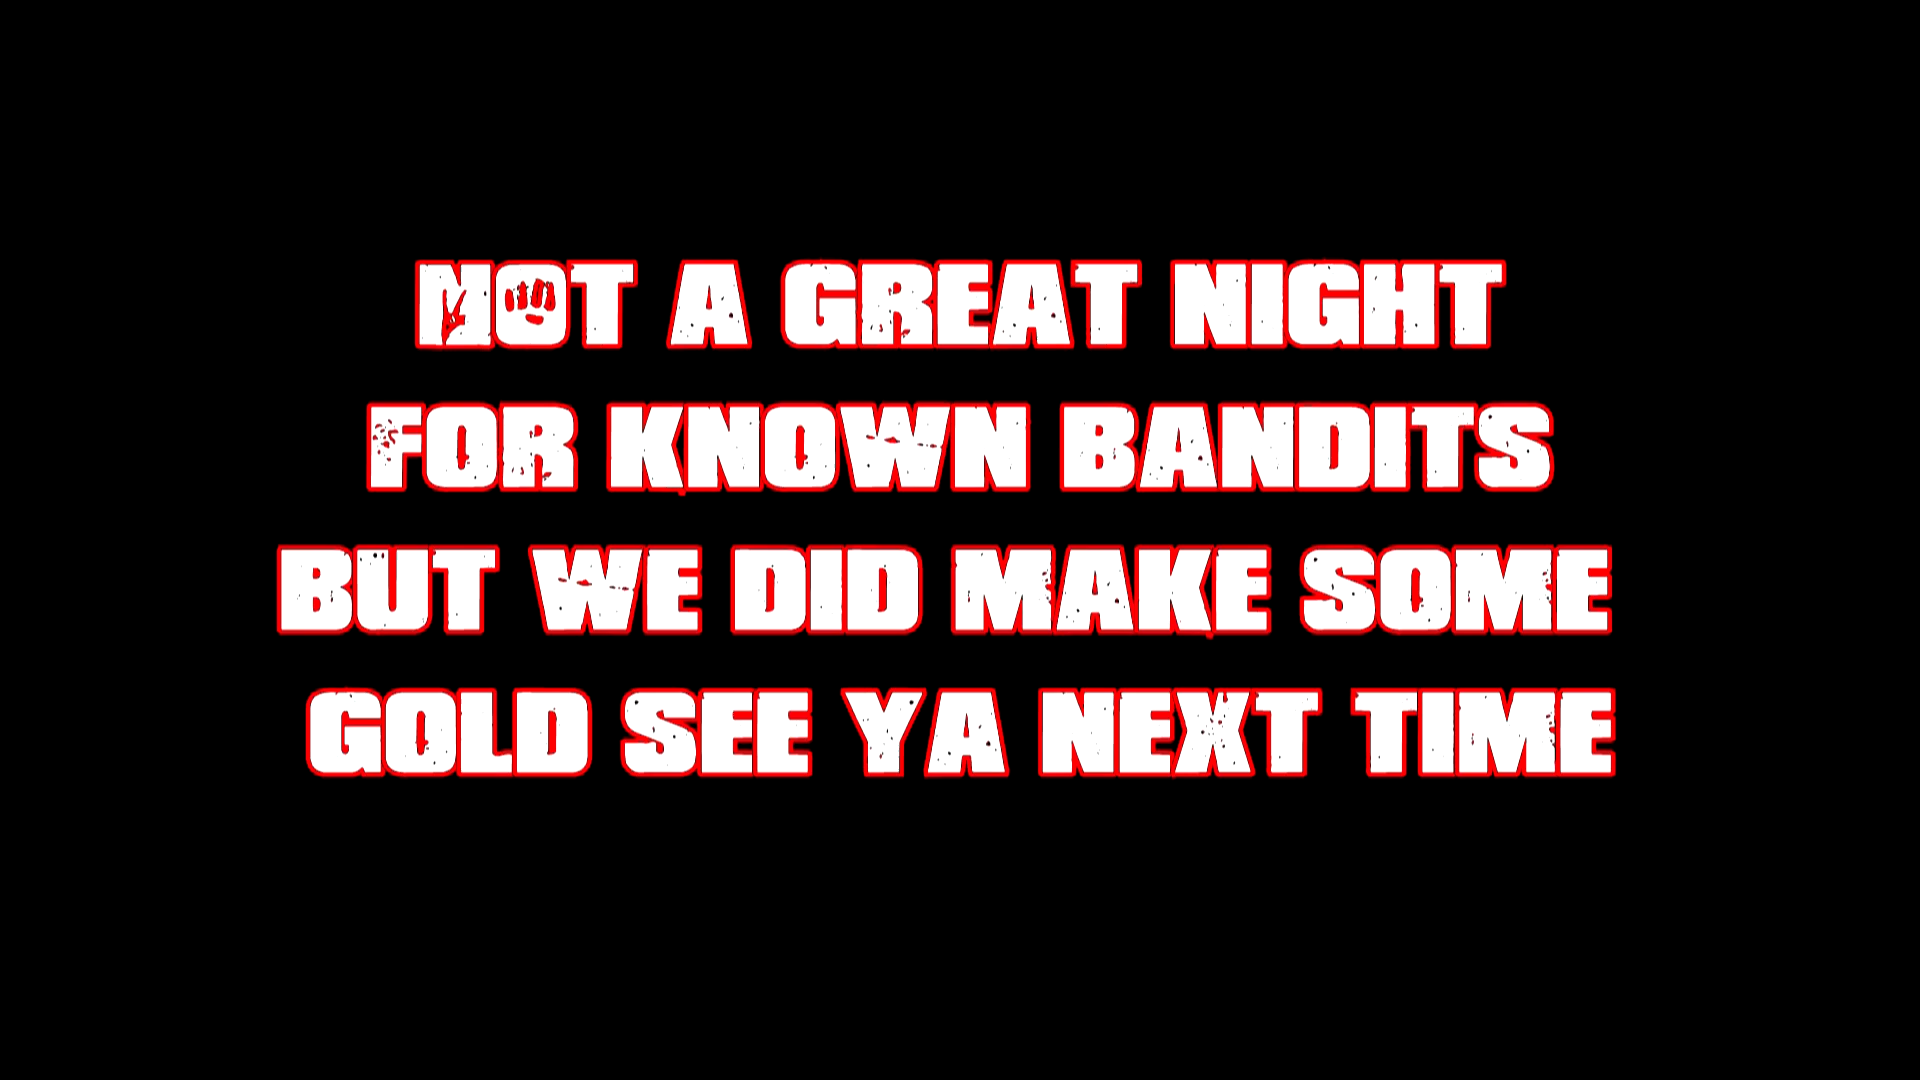 NOT A GREAT NIGHT
FOR KNOWN BANDITS
BUT WE DID MAKE SOME
GOLD SEE YA NEXT TIME